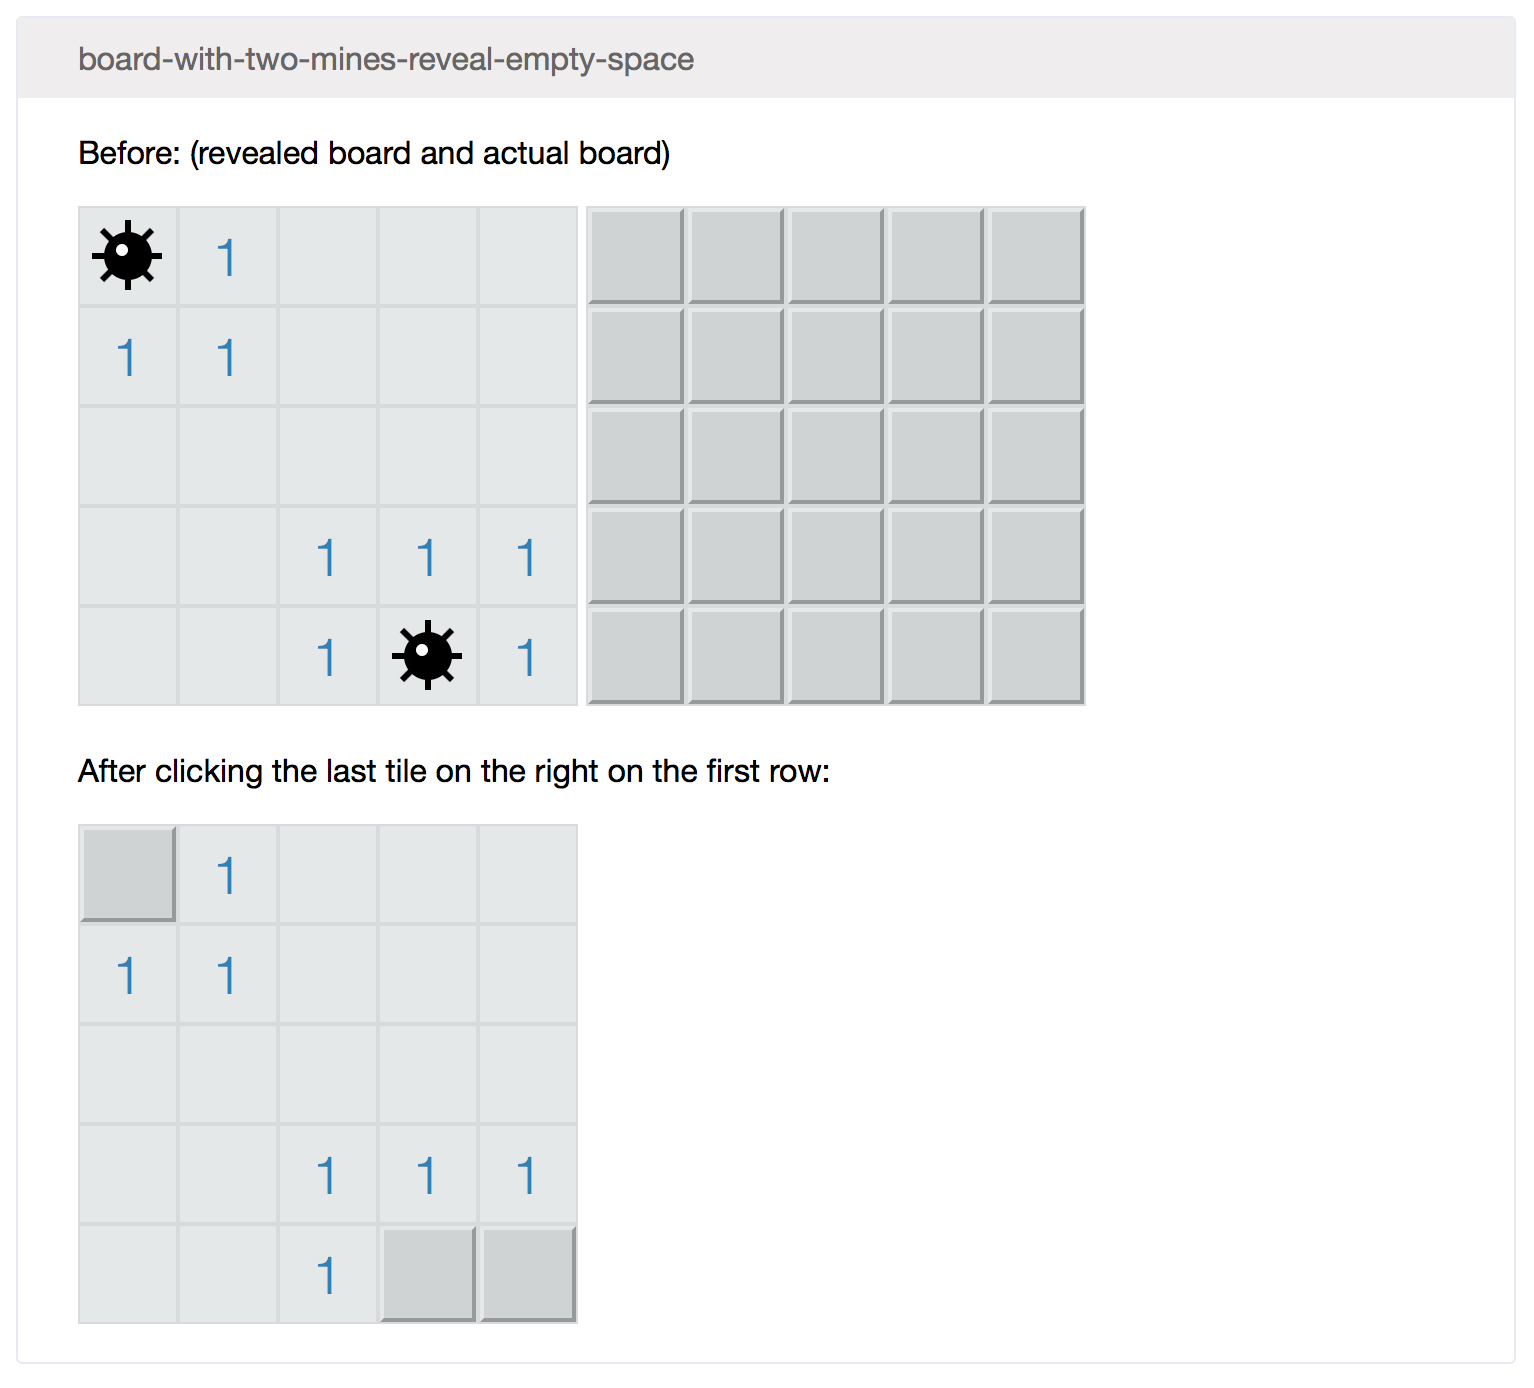 board-with-two-mines-reveal-empty-space
Before: (revealed board and actual board)
1
1 1
1 1 1
1 1
After clicking the last tile on the right on the first row:
1
1 1
1 1 1
1